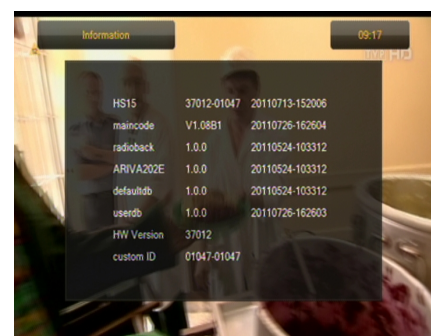 Information 09:17
TVP HD
HS15 37012-01047 20110713-152006
maincode V1.08B1 20110726-162604
radioback 1.0.0 20110524-103312
ARIVA202E 1.0.0 20110524-103312
defaultdb 1.0.0 20110524-103312
userdb 1.0.0 20110726-162603
HW Version 37012
custom ID 01047-01047